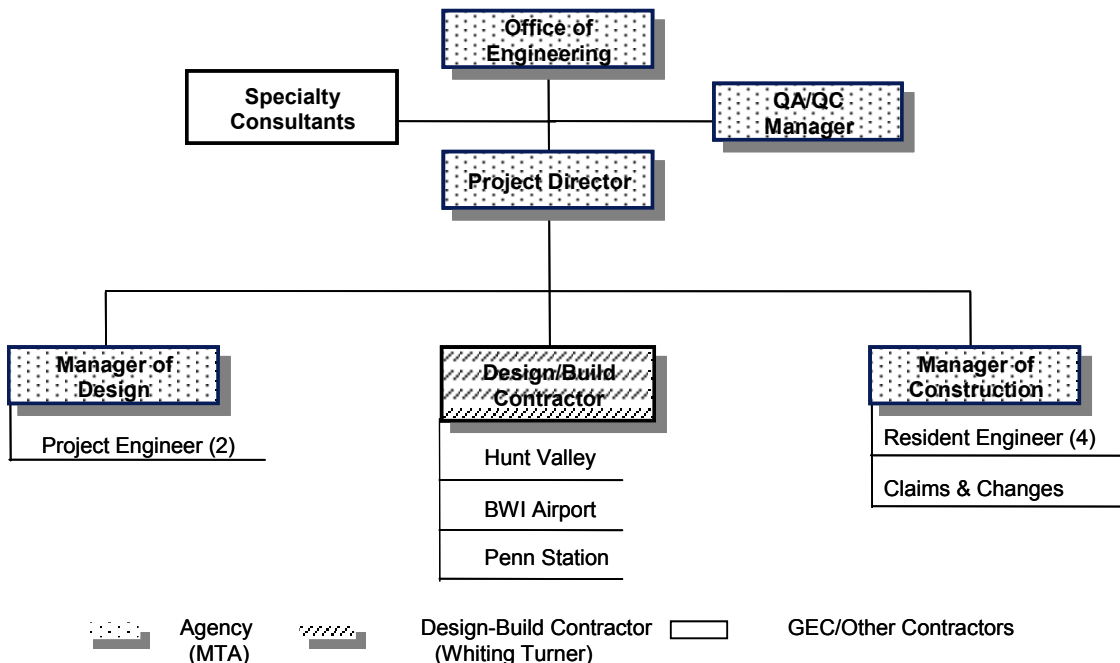 Office of
Engineering
Specialty
Consultants
QA/QC
Manager
Project Director
Manager of
Design
Project Engineer (2)
Design/Build
Contractor
Hunt Valley
BWI Airport
Penn Station
Manager of
Construction
Resident Engineer (4)
Claims & Changes
Agency
(MTA)
Design-Build Contractor
(Whiting Turner)
GEC/Other Contractors